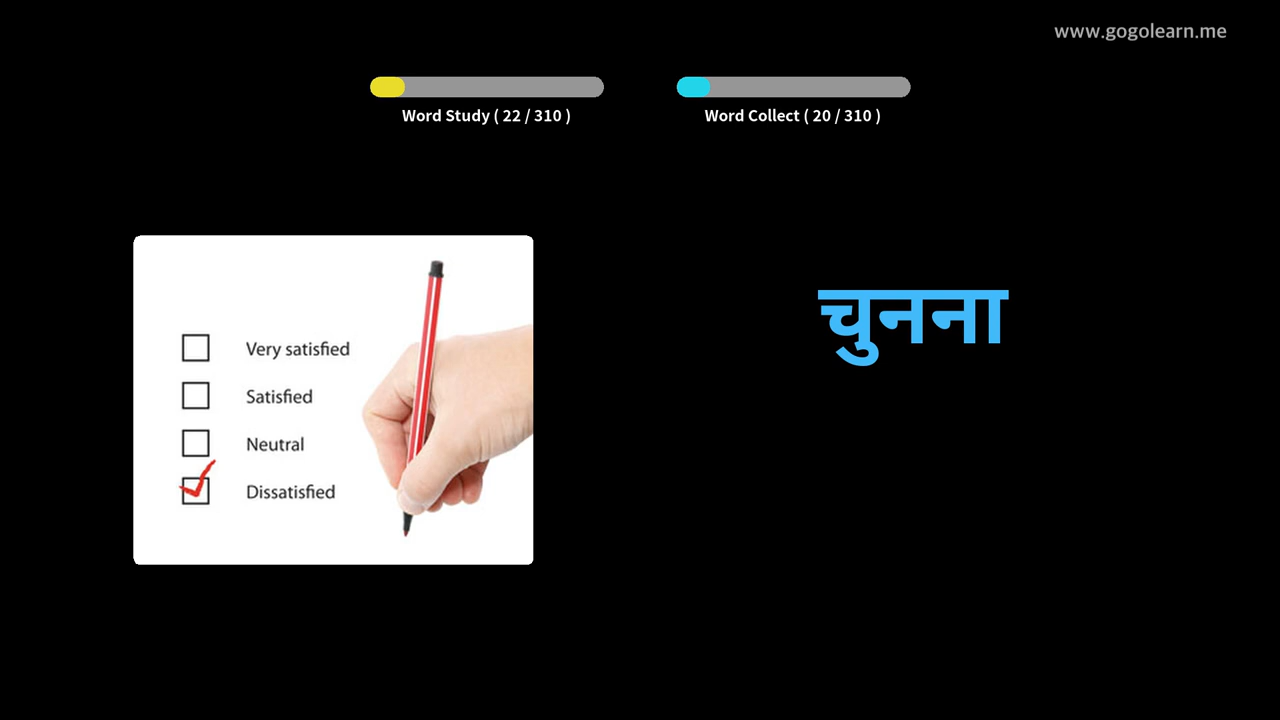 www.gogolearn.me
Word Study ( 22 / 310 )
Word Collect ( 20 / 310 )
Very satisfied
Satisfied
Neutral
Dissatisfied
चुनना